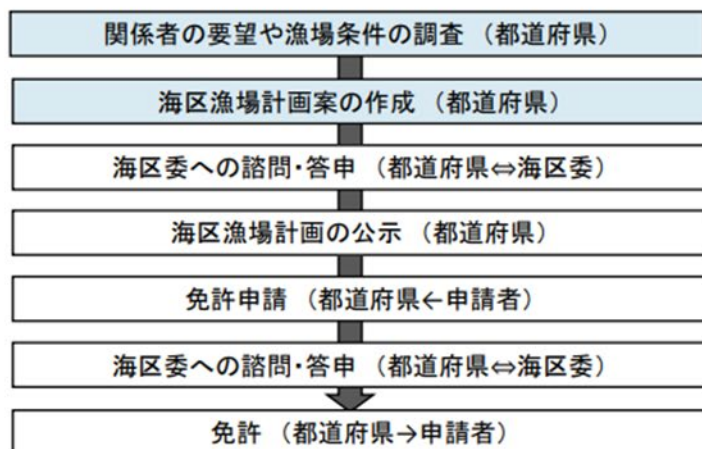 関係者の要望や漁場条件の調査 （都道府県）
海区漁場計画案の作成 （都道府県）
海区委への諮問･答申 （都道府県⇔海区委）
海区漁場計画の公示 （都道府県）
免許申請 （都道府県←申請者）
海区委への諮問･答申 （都道府県⇔海区委）
免許 （都道府県→申請者）